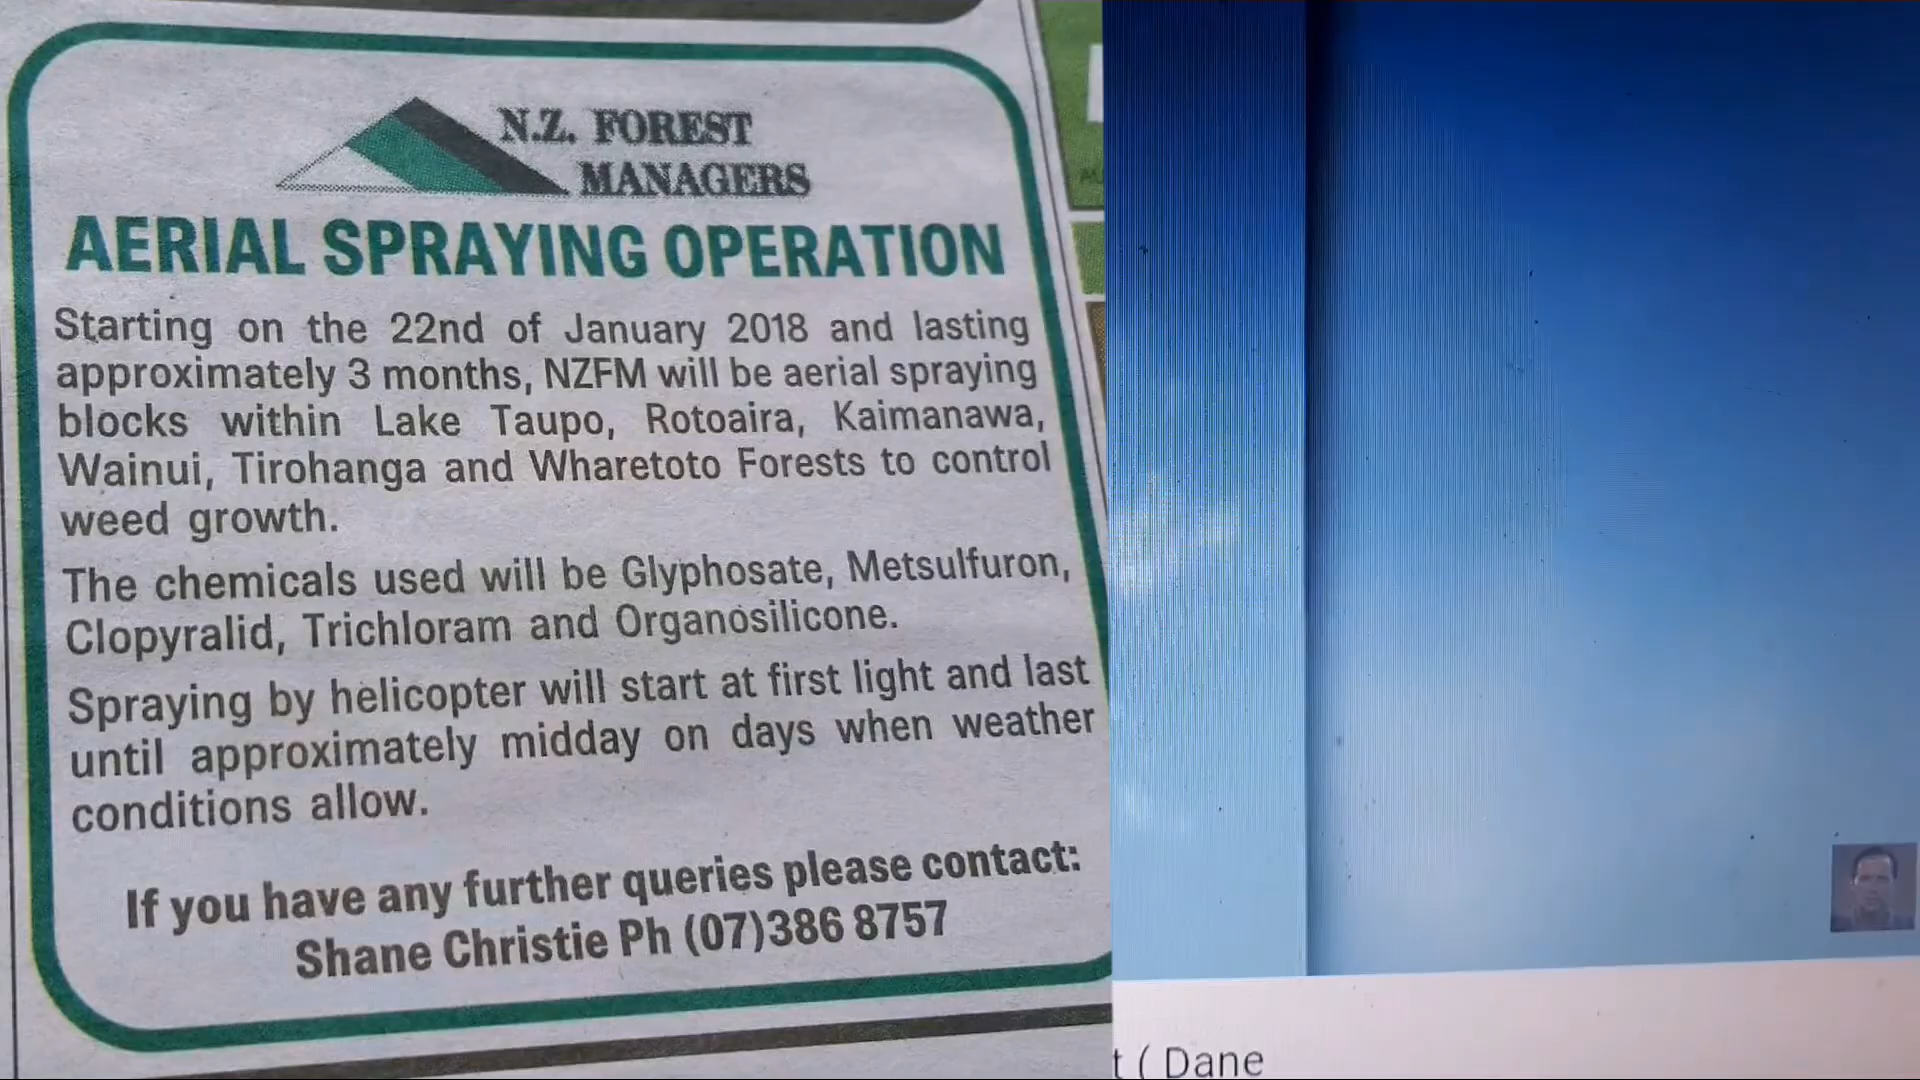 N.Z. FOREST
MANAGERS
AERIAL SPRAYING OPERATION
Starting on the 22nd of January 2018 and lasting
approximately 3 months, NZFM will be aerial spraying
blocks within Lake Taupo, Rotoaira, Kaimanawa,
Wainui, Tirohanga and Wharetoto Forests to control
weed growth.
The chemicals used will be Glyphosate, Metsulfuron,
Clopyralid, Trichloram and Organosilicone.
Spraying by helicopter will start at first light and last
until approximately midday on days when weather
conditions allow.
If you have any further queries please contact:
Shane Christie Ph (07)386 8757
t ( Dane